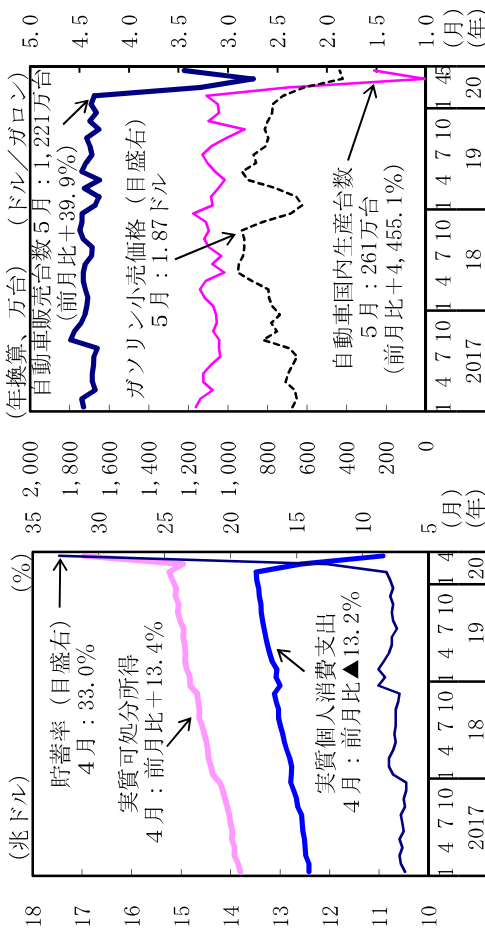 (兆ドル) (%)
18
17
16
15
14
13
12
11
10
35
30
25
20
15
10
5
貯蓄率 (目盛右)
4月：33.0%
実質可処分所得
4月：前月比＋13.4%
実質個人消費支出
4月：前月比▲13.2%
1 4 7 10 1 4 7 10 1 4 7 10 1 4 (月)
2017 18 19 20 (年)
(年換算、万台) (ドル／ガロン)
2,000
1,800
1,600
1,400
1,200
1,000
800
600
400
200
0
5.0
4.5
4.0
3.5
3.0
2.5
2.0
1.5
1.0
自動車販売台数5月：1,221万台
(前月比＋39.9%)
ガソリン小売価格 (目盛右)
5月：1.87ドル
自動車国内生産台数
5月：261万台
(前月比＋4,455.1%)
1 4 7 10 1 4 7 10 1 4 7 10 1 45 (月)
2017 18 19 20 (年)